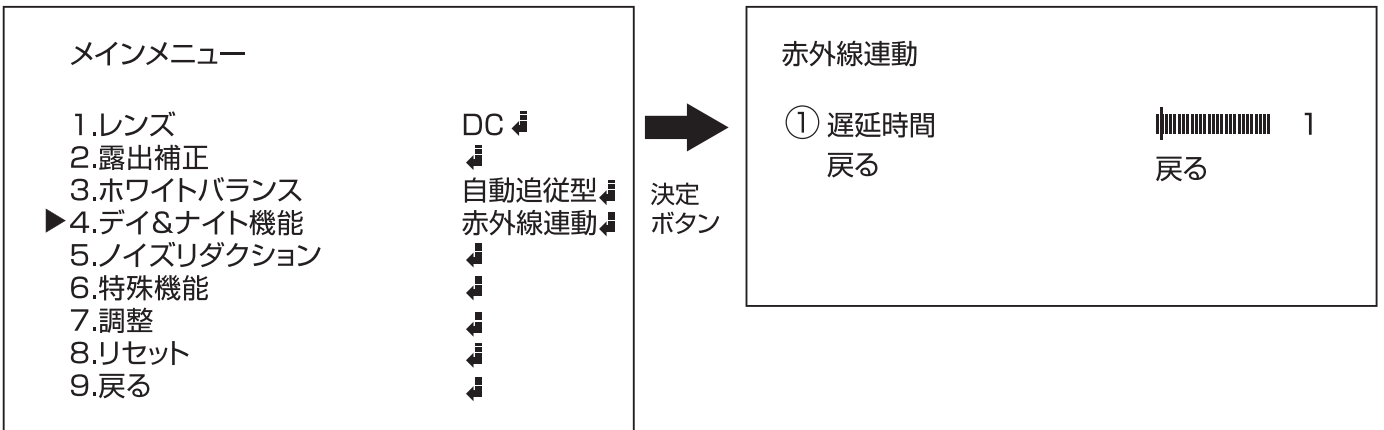 メインメニュー
1.レンズ DC
2.露出補正
3.ホワイトバランス 自動追従型
▶4.デイ&ナイト機能 赤外線連動
5.ノイズリダクション
6.特殊機能
7.調整
8.リセット
9.戻る
決定
ボタン
赤外線連動
① 遅延時間 1
戻る 戻る